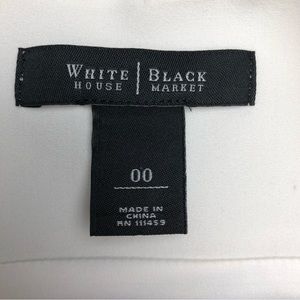 WHITE | BLACK
HOUSE | MARKET
00
MADE IN
CHINA
RN 111459